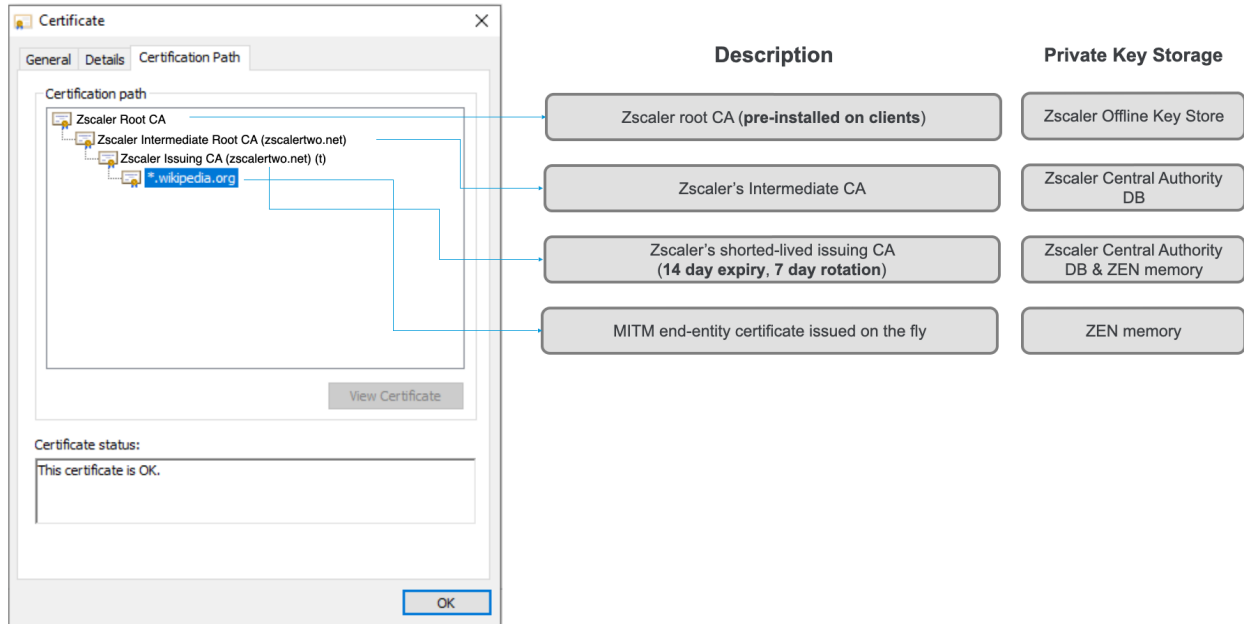 Certificate
General
Details
Certification Path
Certification path
Zscaler Root CA
Zscaler Intermediate Root CA (zscalertwo.net)
Zscaler Issuing CA (zscalertwo.net) (t)
*.wikipedia.org
View Certificate
Certificate status:
This certificate is OK.
OK
Description
Private Key Storage
Zscaler root CA (pre-installed on clients)
Zscaler Offline Key Store
Zscaler's Intermediate CA
Zscaler Central Authority
DB
Zscaler's shorted-lived issuing CA
(14 day expiry, 7 day rotation)
Zscaler Central Authority
DB & ZEN memory
MITM end-entity certificate issued on the fly
ZEN memory